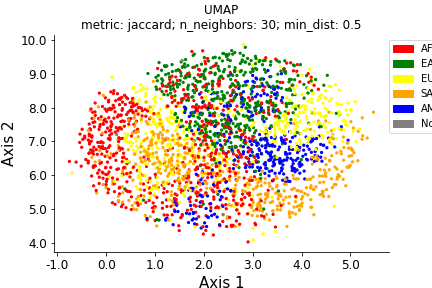 UMAP
metric: jaccard; n_neighbors: 30; min_dist: 0.5
10.0
9.0
8.0
7.0
6.0
5.0
4.0
Axis 2
-1.0 0.0 1.0 2.0 3.0 4.0 5.0
Axis 1
AF
EA
EU
SA
AM
No